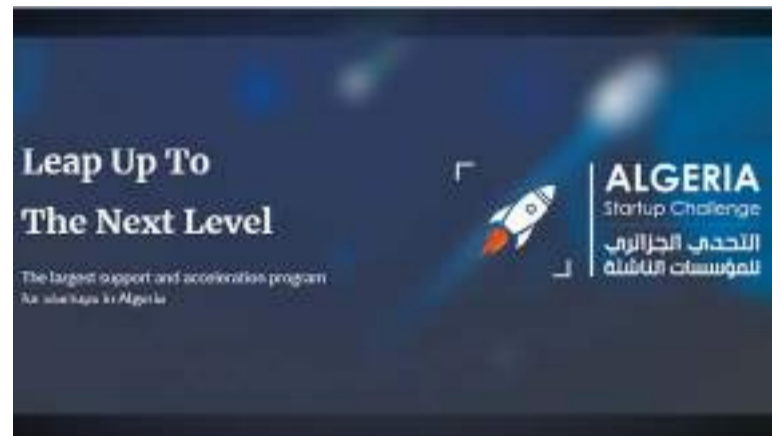 Leap Up To
The Next Level
The largest support and acceleration program
for startups in Algeria
ALGERIA
Startup Challenge
التحدي الجزائري
للمؤسسات الناشئة